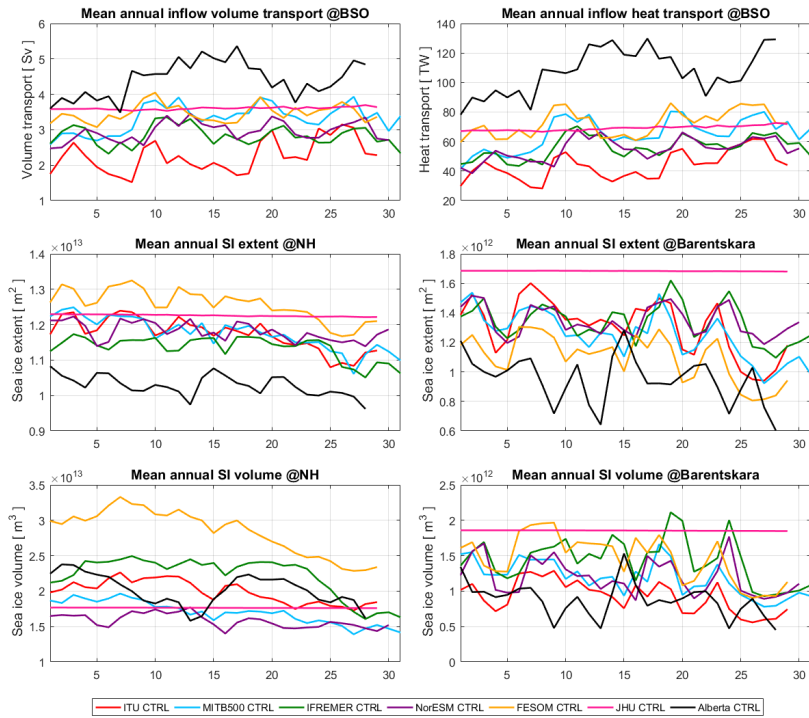 Mean annual inflow volume transport @BSO
Volume transport [ Sv ]
6
5
4
3
2
1
5 10 15 20 25 30
Mean annual inflow heat transport @BSO
Heat transport [ TW ]
140
120
100
80
60
40
20
5 10 15 20 25 30
Mean annual SI extent @NH
× 10^13
Sea ice extent [ m^2 ]
1.4
1.3
1.2
1.1
1
0.9
5 10 15 20 25 30
Mean annual SI extent @Barentskara
× 10^12
Sea ice extent [ m^2 ]
1.8
1.6
1.4
1.2
1
0.8
0.6
5 10 15 20 25 30
Mean annual SI volume @NH
× 10^13
Sea ice volume [ m^3 ]
3.5
3
2.5
2
1.5
1
5 10 15 20 25 30
Mean annual SI volume @Barentskara
× 10^12
Sea ice volume [ m^3 ]
2.5
2
1.5
1
0.5
0
5 10 15 20 25 30
ITU CTRL MITB500 CTRL IFREMER CTRL NorESM CTRL FESOM CTRL JHU CTRL Alberta CTRL